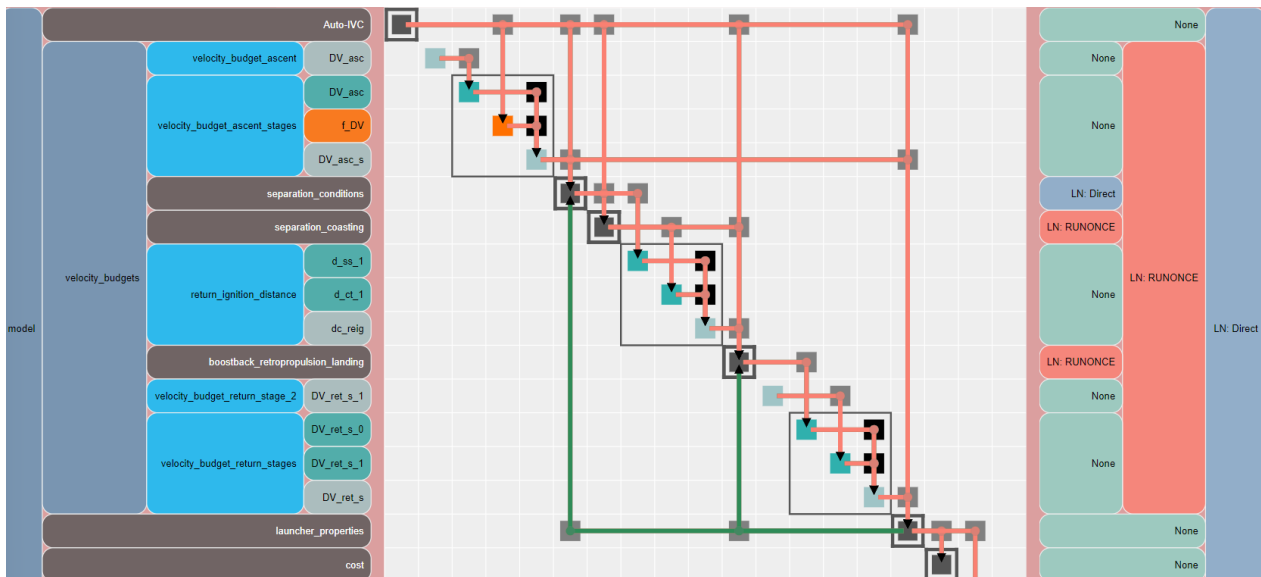 Auto-IVC
None
velocity_budget_ascent
DV_asc
None
DV_asc
velocity_budget_ascent_stages
f_DV
None
DV_asc_s
separation_conditions
LN: Direct
separation_coasting
LN: RUNONCE
d_ss_1
velocity_budgets
LN: RUNONCE
return_ignition_distance
d_ct_1
None
model
dc_reig
LN: Direct
boostback_retropropulsion_landing
LN: RUNONCE
velocity_budget_return_stage_2
DV_ret_s_1
None
DV_ret_s_0
velocity_budget_return_stages
DV_ret_s_1
None
DV_ret_s
launcher_properties
None
cost
None